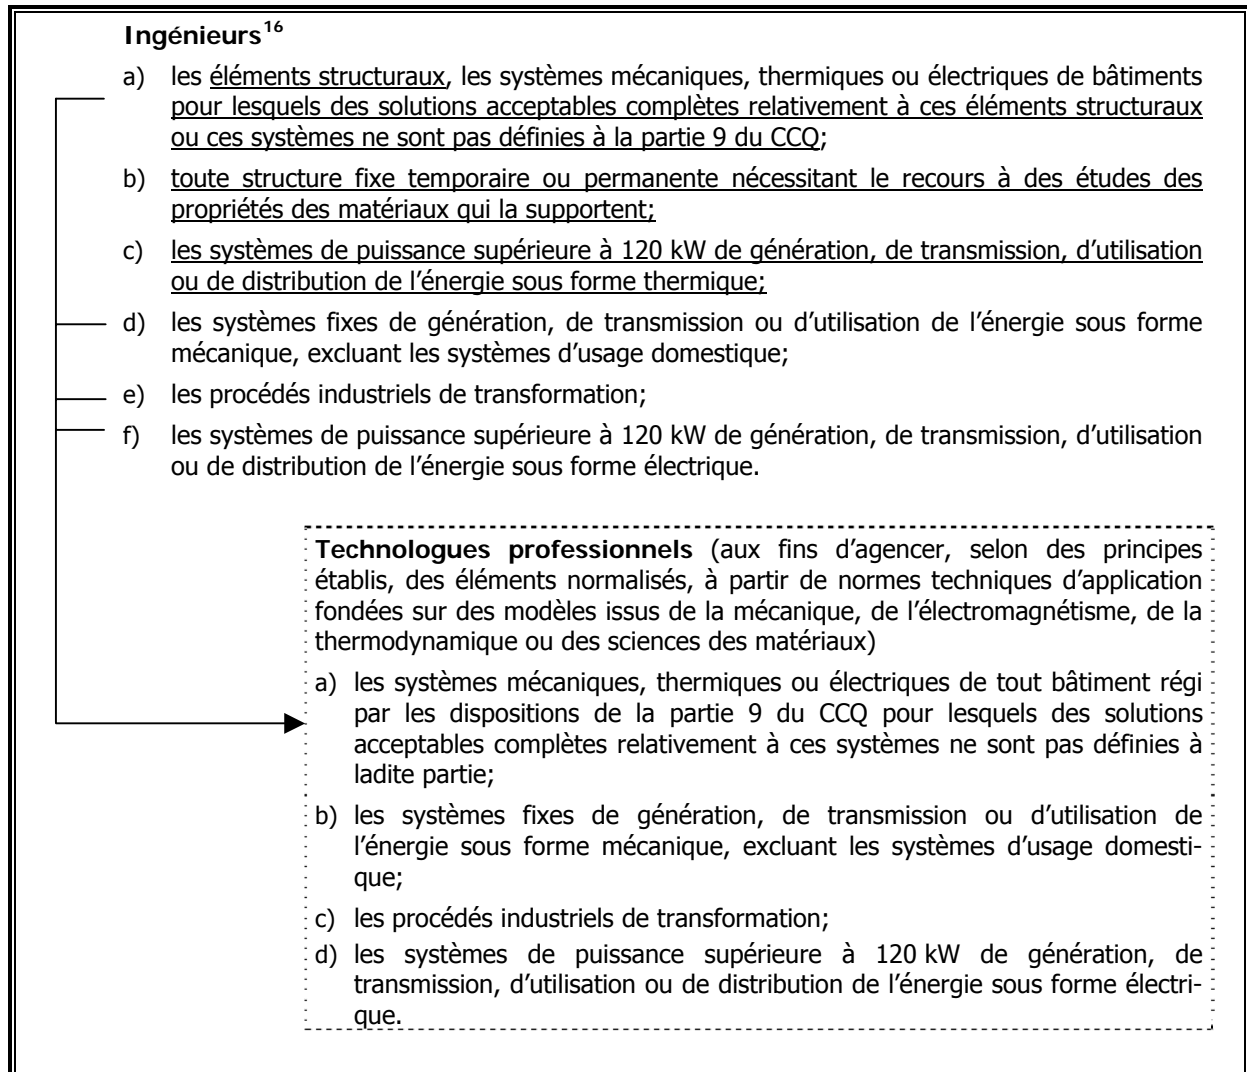 Ingénieurs16
a) les éléments structuraux, les systèmes mécaniques, thermiques ou électriques de bâtiments
pour lesquels des solutions acceptables complètes relativement à ces éléments structuraux
ou ces systèmes ne sont pas définies à la partie 9 du CCQ;
b) toute structure fixe temporaire ou permanente nécessitant le recours à des études des
propriétés des matériaux qui la supportent;
c) les systèmes de puissance supérieure à 120 kW de génération, de transmission, d’utilisation
ou de distribution de l’énergie sous forme thermique;
d) les systèmes fixes de génération, de transmission ou d’utilisation de l’énergie sous forme
mécanique, excluant les systèmes d’usage domestique;
e) les procédés industriels de transformation;
f) les systèmes de puissance supérieure à 120 kW de génération, de transmission, d’utilisation
ou de distribution de l’énergie sous forme électrique.
Technologues professionnels (aux fins d’agencer, selon des principes
établis, des éléments normalisés, à partir de normes techniques d’application
fondées sur des modèles issus de la mécanique, de l’électromagnétisme, de la
thermodynamique ou des sciences des matériaux)
a) les systèmes mécaniques, thermiques ou électriques de tout bâtiment régi
par les dispositions de la partie 9 du CCQ pour lesquels des solutions
acceptables complètes relativement à ces systèmes ne sont pas définies à
ladite partie;
b) les systèmes fixes de génération, de transmission ou d’utilisation de
l’énergie sous forme mécanique, excluant les systèmes d’usage domesti-
que;
c) les procédés industriels de transformation;
d) les systèmes de puissance supérieure à 120 kW de génération, de
transmission, d’utilisation ou de distribution de l’énergie sous forme électri-
que.